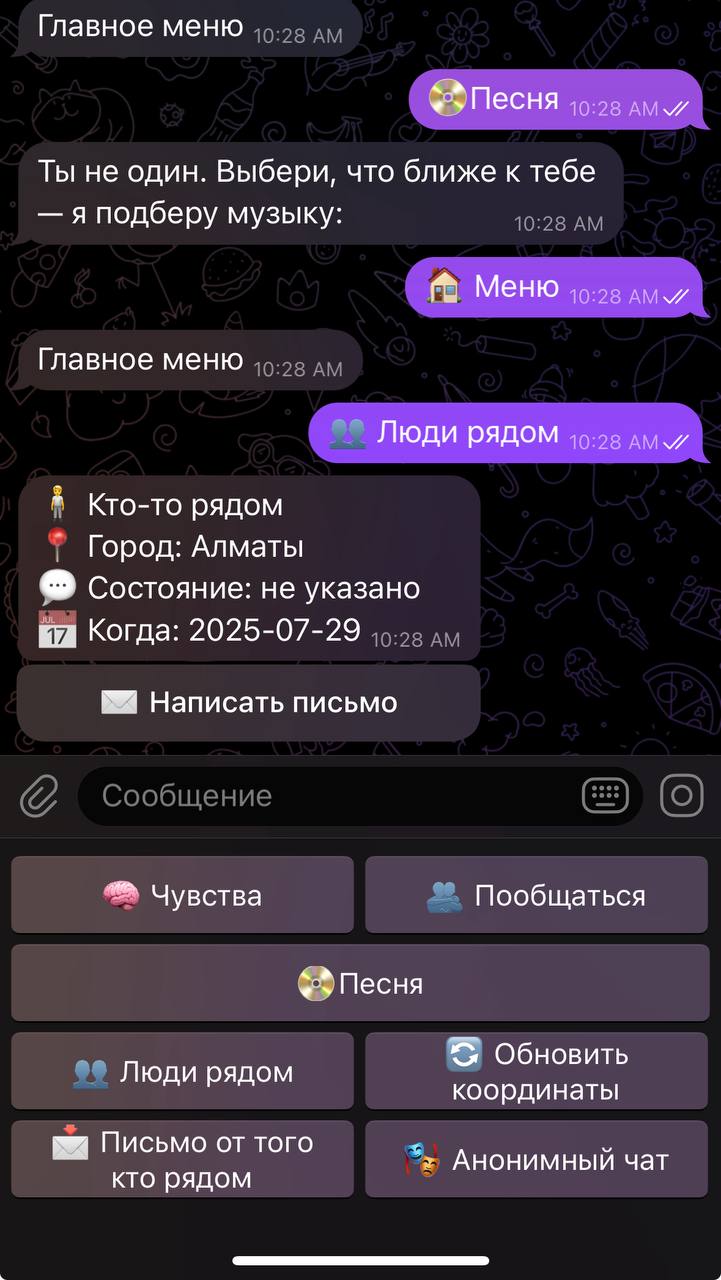 Главное меню 10:28 AM
📀Песня 10:28 AM
Ты не один. Выбери, что ближе к тебе
— я подберу музыку: 10:28 AM
🏠 Меню 10:28 AM
Главное меню 10:28 AM
👥 Люди рядом 10:28 AM
🧍 Кто-то рядом
📍 Город: Алматы
💬 Состояние: не указано
📅 Когда: 2025-07-29 10:28 AM
✉️ Написать письмо
Сообщение
🧠 Чувства
🫂 Пообщаться
📀Песня
👥 Люди рядом
🔄 Обновить
координаты
📩 Письмо от того
кто рядом
🎭 Анонимный чат